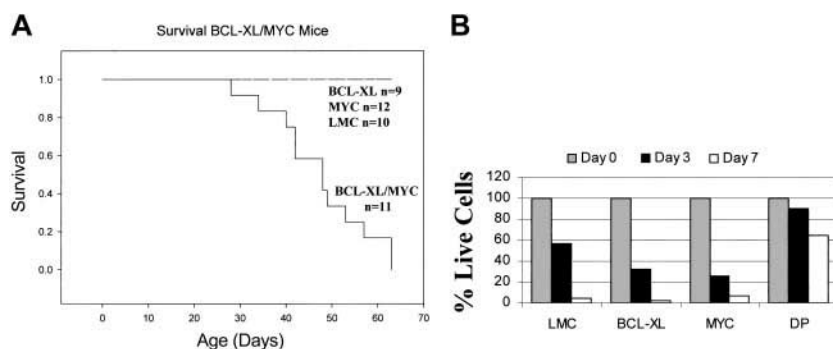 A
Survival BCL-XL/MYC Mice
Survival
1.0
0.8
0.6
0.4
0.2
0.0
BCL-XL n=9
MYC n=12
LMC n=10
BCL-XL/MYC
n=11
0 10 20 30 40 50 60 70
Age (Days)
B
Day 0 Day 3 Day 7
% Live Cells
120
100
80
60
40
20
0
LMC BCL-XL MYC DP